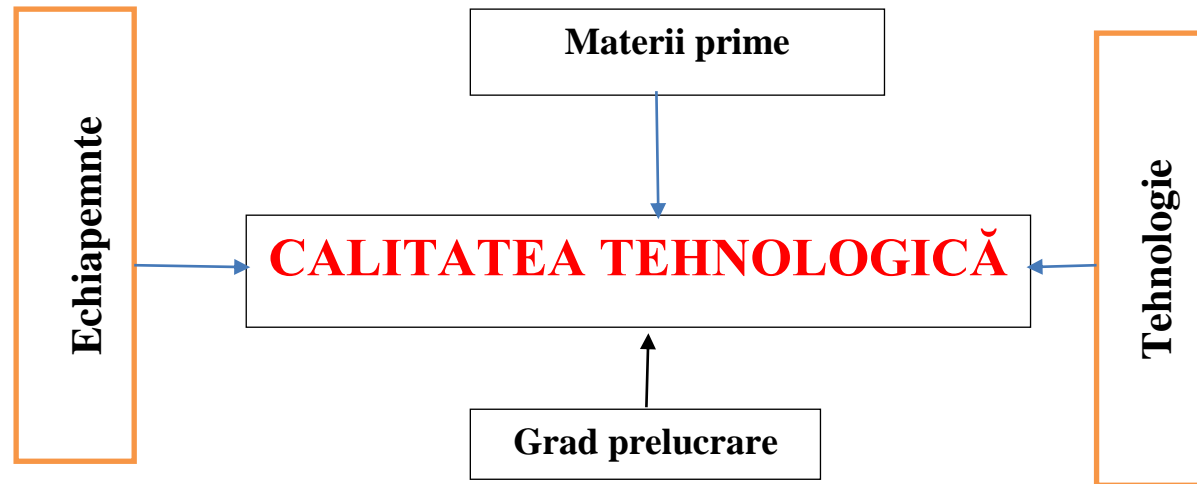 Materii prime
Echiapemnte
CALITATEA TEHNOLOGICĂ
Tehnologie
Grad prelucrare